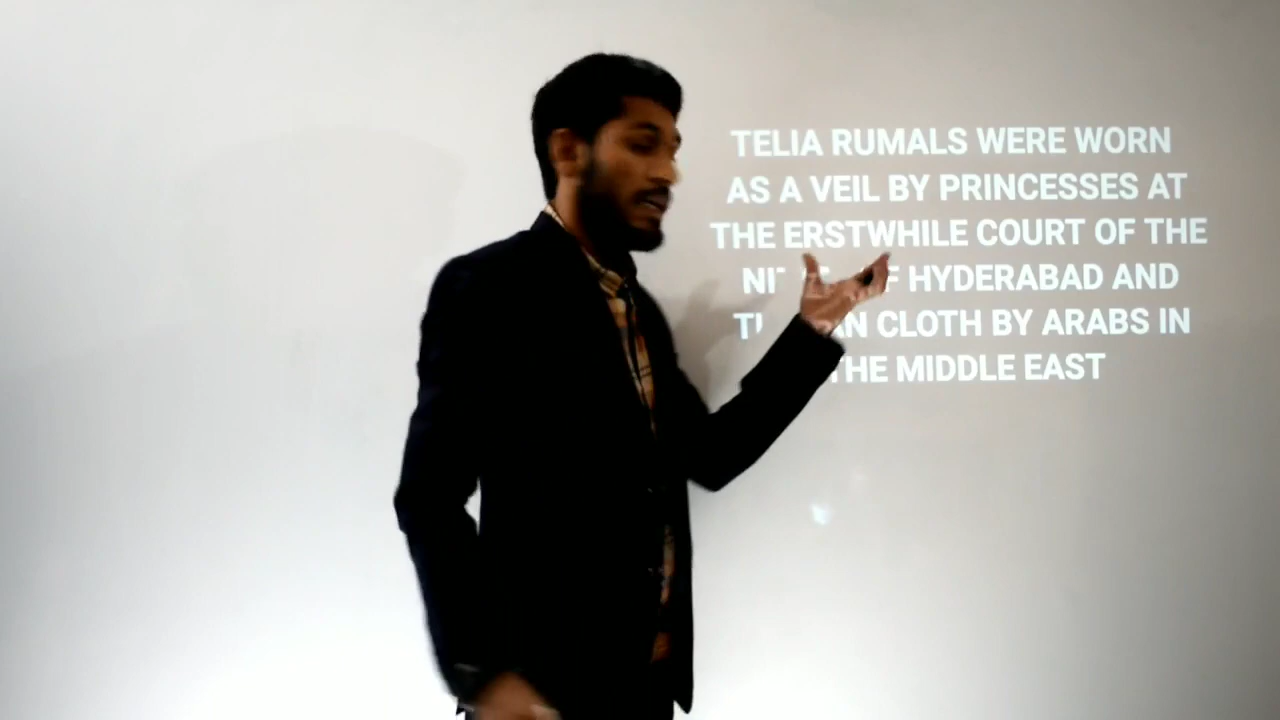 TELIA RUMALS WERE WORN
AS A VEIL BY PRINCESSES AT
THE ERSTWHILE COURT OF THE
HYDERABAD AND
CLOTH BY ARABS IN
THE MIDDLE EAST